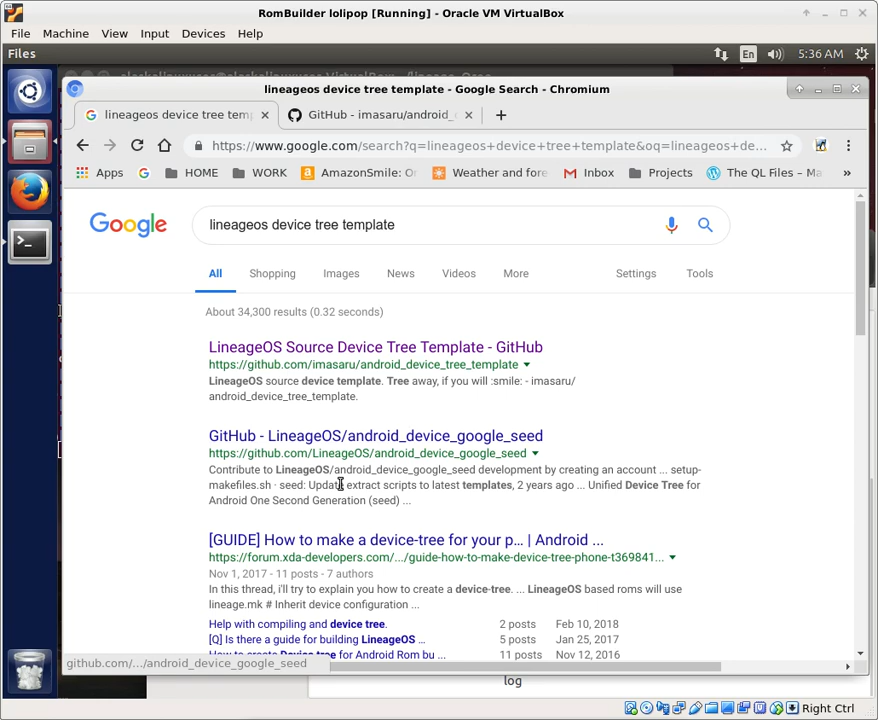 RomBuilder lolipop [Running] - Oracle VM VirtualBox
File Machine View Input Devices Help
Files En 5:36 AM
lineageos device tree template - Google Search - Chromium
lineageos device tree temp
GitHub - imasaru/android_
https://www.google.com/search?q=lineageos+device+tree+template&oq=lineageos+de...
Apps HOME WORK AmazonSmile: O Weather and fore Inbox Projects The QL Files – Ma »
Google
lineageos device tree template
All Shopping Images News Videos More Settings Tools
About 34,300 results (0.32 seconds)
LineageOS Source Device Tree Template - GitHub
https://github.com/imasaru/android_device_tree_template
LineageOS source device template. Tree away, if you will :smile: - imasaru/
android_device_tree_template.
GitHub - LineageOS/android_device_google_seed
https://github.com/LineageOS/android_device_google_seed
Contribute to LineageOS/android_device_google_seed development by creating an account ... setup-
makefiles.sh · seed: Update extract scripts to latest templates, 2 years ago ... Unified Device Tree for
Android One Second Generation (seed) ...
[GUIDE] How to make a device-tree for your p... | Android ...
https://forum.xda-developers.com/.../guide-how-to-make-device-tree-phone-t369841...
Nov 1, 2017 - 11 posts - 7 authors
In this thread, i'll try to explain you how to create a device-tree. ... LineageOS based roms will use
lineage.mk # Inherit device configuration ...
Help with compiling and device tree. 2 posts Feb 10, 2018
[Q] Is there a guide for building LineageOS ... 5 posts Jan 25, 2017
How to create Device Tree for Android Rom bu ... 11 posts Nov 12, 2016
github.com/.../android_device_google_seed
log
Right Ctrl